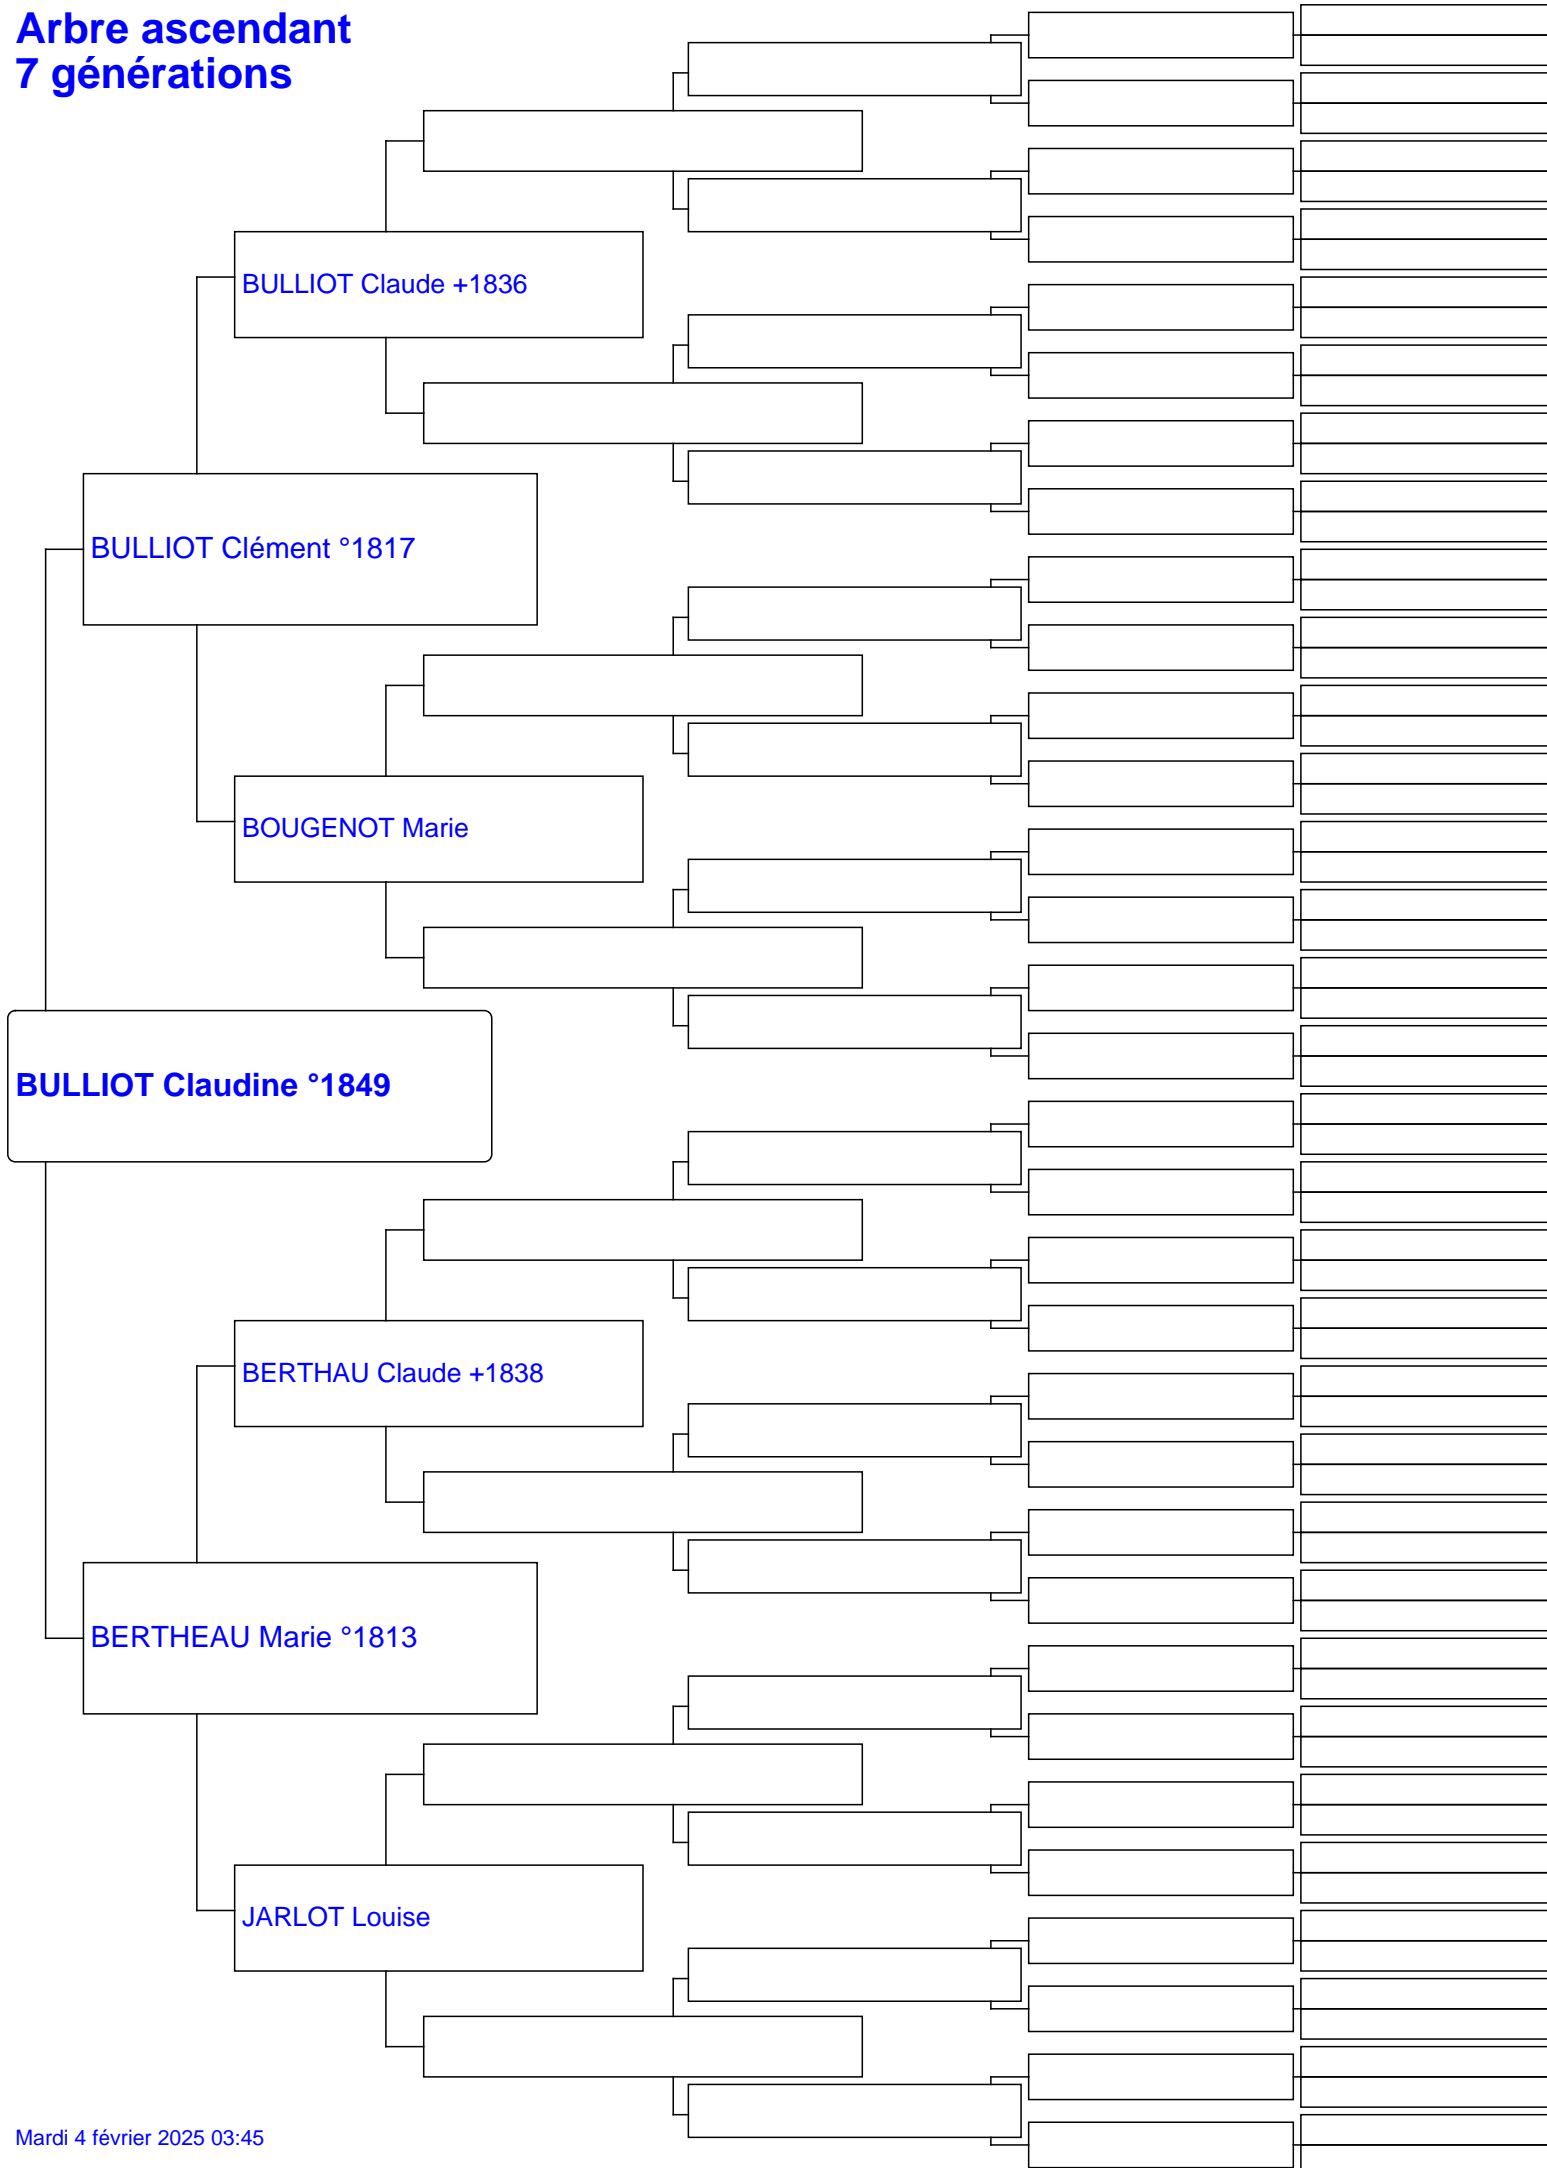 Arbre ascendant
7 générations
BULLIOT Claude +1836
BULLIOT Clément °1817
BOUGENOT Marie
BULLIOT Claudine °1849
BERTHAU Claude +1838
BERTHEAU Marie °1813
JARLOT Louise
Mardi 4 février 2025 03:45